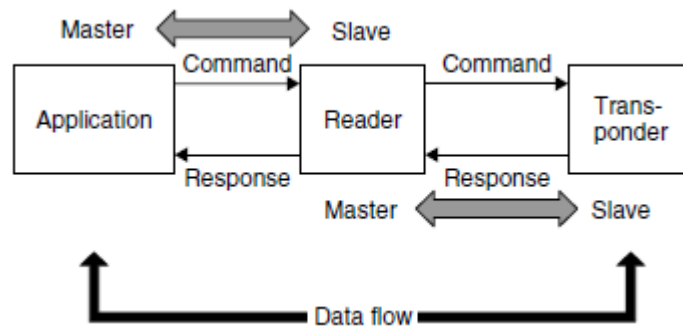 Master Slave
Command Command
Application Reader Trans-
ponder
Response Response
Master Slave
Data flow